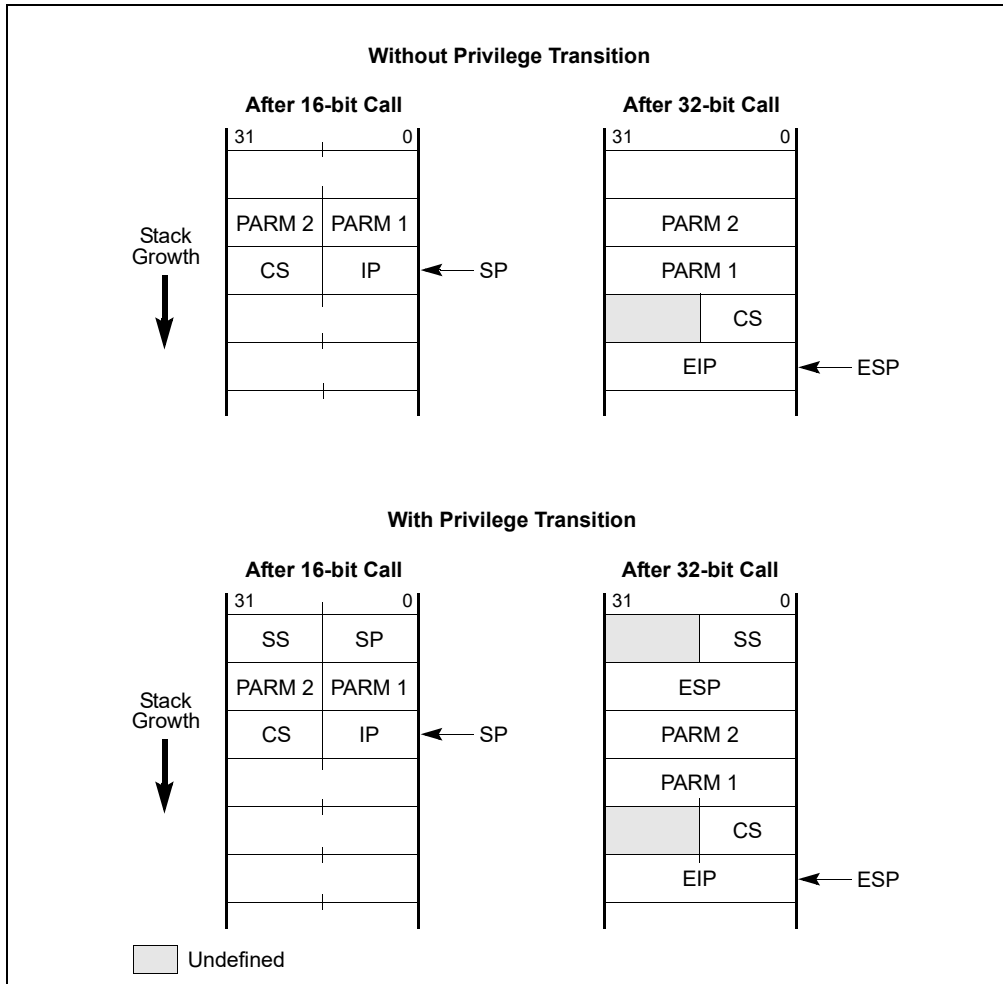 Without Privilege Transition
After 16-bit Call After 32-bit Call
31 0 31 0
PARM 2 PARM 1 PARM 2
Stack
Growth
CS IP SP PARM 1
CS
EIP ESP
With Privilege Transition
After 16-bit Call After 32-bit Call
31 0 31 0
SS SP SS
PARM 2 PARM 1 ESP
Stack
Growth
CS IP SP PARM 2
PARM 1
CS
EIP ESP
Undefined